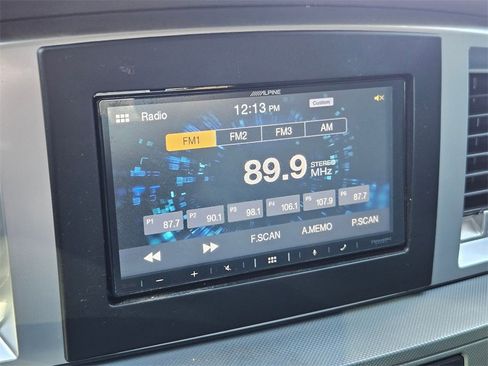 ALPINE
Radio 12:13 PM Custom
FM1 FM2 FM3 AM
89.9 STEREO
MHz
P1 87.7 P2 90.1 P3 98.1 P4 106.1 P5 107.9 P6 87.7
F.SCAN A.MEMO P.SCAN